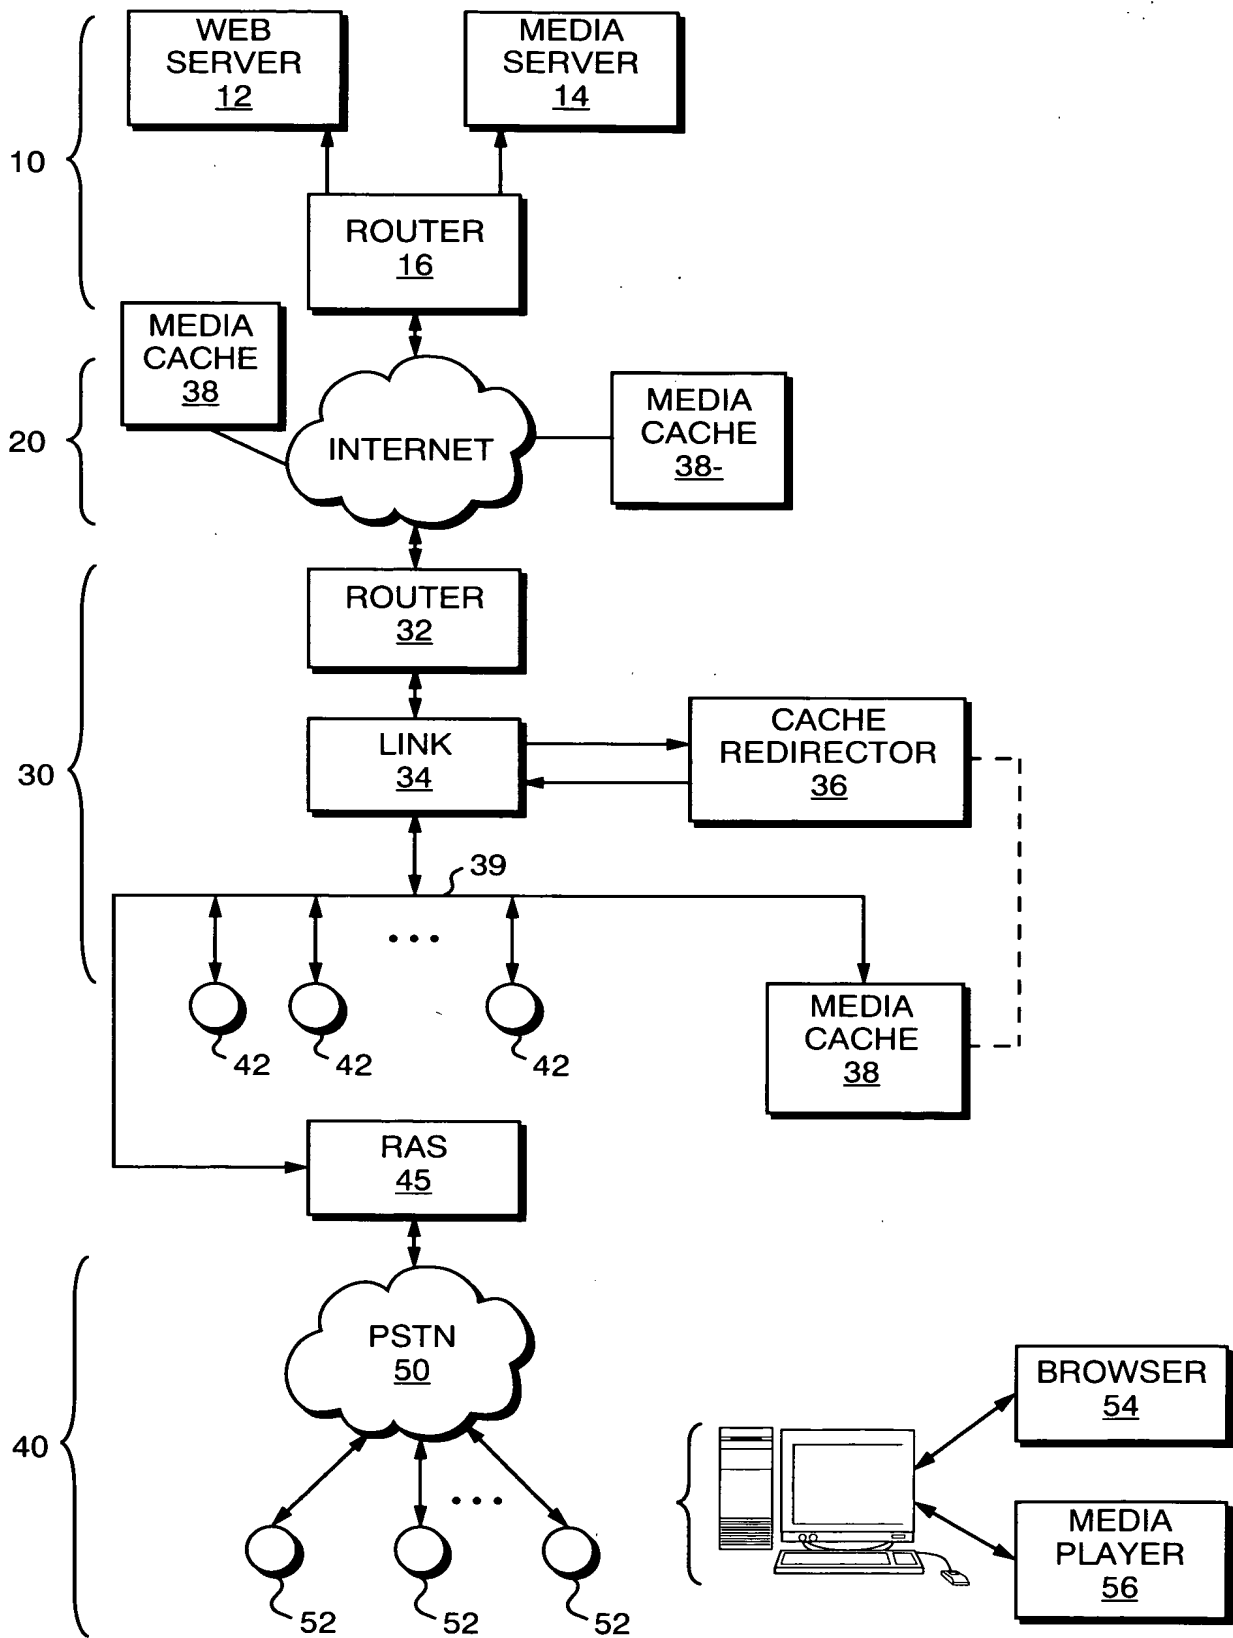 WEB
SERVER
12
MEDIA
SERVER
14
10
ROUTER
16
MEDIA
CACHE
38
20
INTERNET
MEDIA
CACHE
38-
30
ROUTER
32
LINK
34
CACHE
REDIRECTOR
36
39
• • •
42
42
42
MEDIA
CACHE
38
RAS
45
40
PSTN
50
• • •
52
52
52
BROWSER
54
MEDIA
PLAYER
56